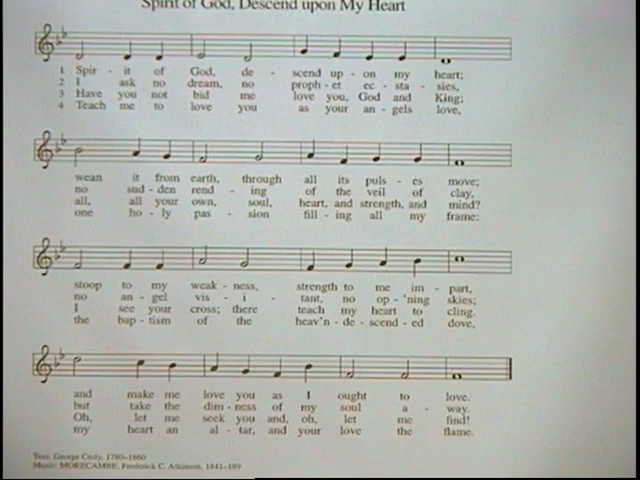 Spirit of God, Descend upon My Heart
1 Spir - it of God, de - scend up - on my heart;
2 I ask no dream, no proph - et ec - sta - sies,
3 Have you not bid me love you, God and King;
4 Teach me to love you as your an - gels love,
wean it from earth, through all its puls - es move;
no sud - den rend - ing of the veil of clay,
all, all your own, soul, heart, and strength, and mind?
one ho - ly pas - sion fill - ing all my frame:
stoop to my weak - ness, strength to me im - part,
no an - gel vis - i - tant, no op - 'ning skies;
I see your cross; there teach my heart to cling.
the bap - tism of the heav'n - de - scend - ed dove,
and make me love you as I ought to love.
but take the dim - ness of my soul a - way.
Oh, let me seek you and, oh, let me find!
my heart an al - tar, and your love the flame.
Text: George Croly, 1780–1860
Music: MORECAMBE, Frederick C. Atkinson, 1841–189